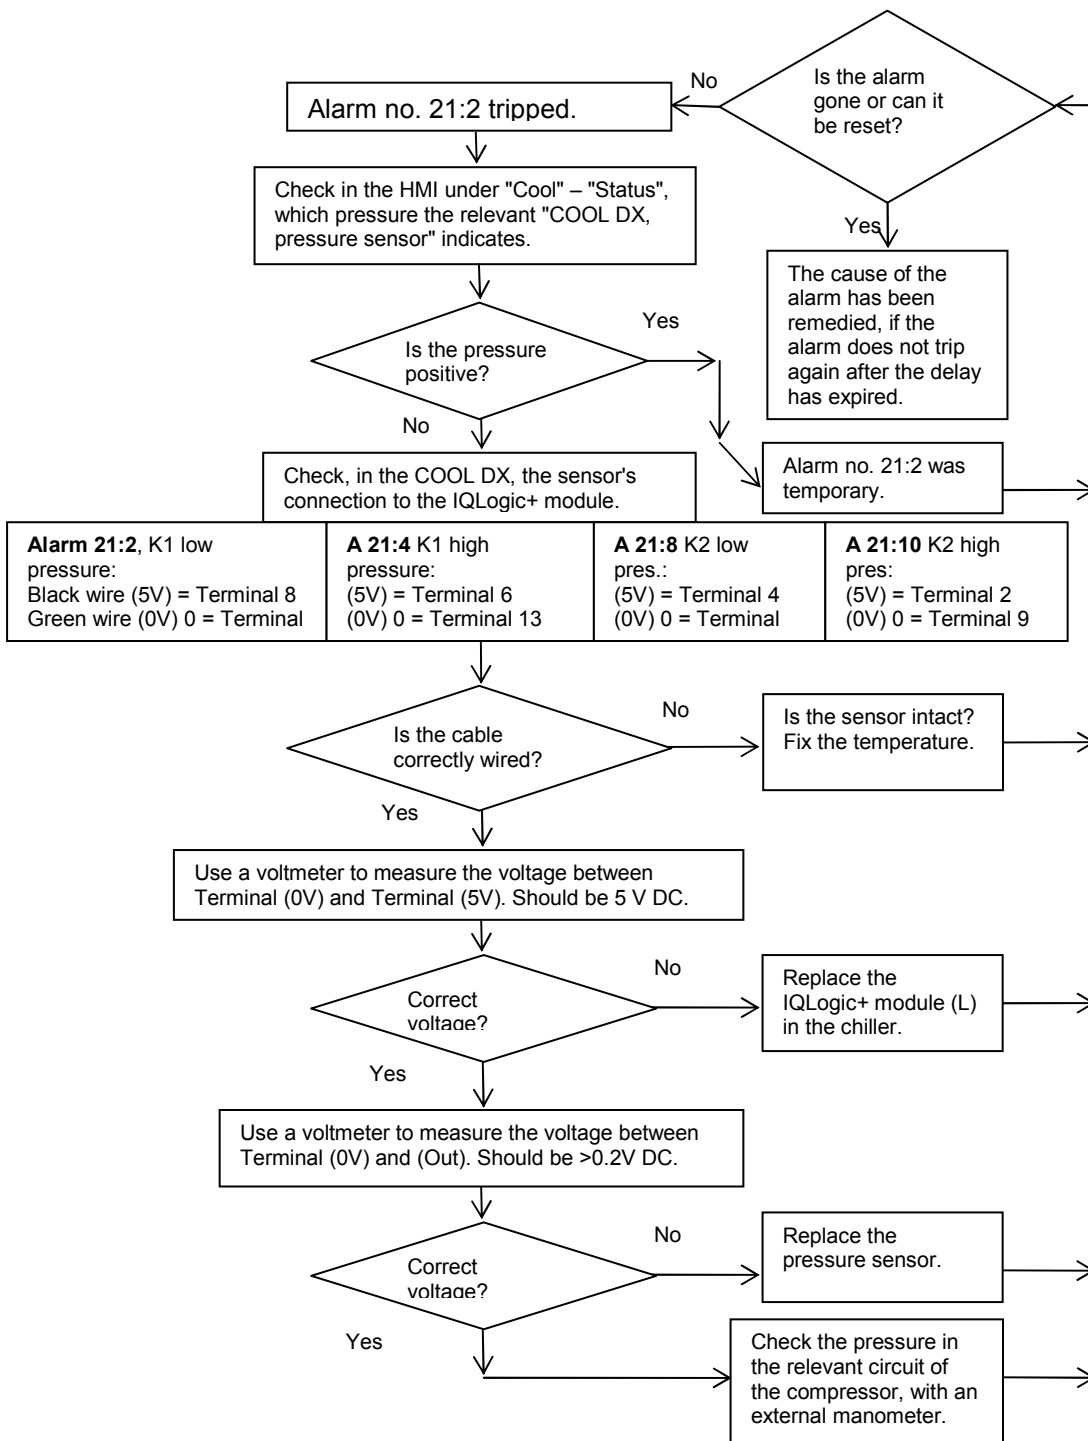 Is the alarm
gone or can it
be reset?
No
Alarm no. 21:2 tripped.
Check in the HMI under "Cool" – "Status",
which pressure the relevant "COOL DX,
pressure sensor" indicates.
Yes
The cause of the
alarm has been
remedied, if the
alarm does not trip
again after the delay
has expired.
Is the pressure
positive?
Yes
No
Alarm no. 21:2 was
temporary.
Check, in the COOL DX, the sensor's
connection to the IQLogic+ module.
Alarm 21:2, K1 low
pressure:
Black wire (5V) = Terminal 8
Green wire (0V) 0 = Terminal
A 21:4 K1 high
pressure:
(5V) = Terminal 6
(0V) 0 = Terminal 13
A 21:8 K2 low
pres.:
(5V) = Terminal 4
(0V) 0 = Terminal
A 21:10 K2 high
pres:
(5V) = Terminal 2
(0V) 0 = Terminal 9
Is the cable
correctly wired?
No
Is the sensor intact?
Fix the temperature.
Yes
Use a voltmeter to measure the voltage between
Terminal (0V) and Terminal (5V). Should be 5 V DC.
Correct
voltage?
No
Replace the
IQLogic+ module (L)
in the chiller.
Yes
Use a voltmeter to measure the voltage between
Terminal (0V) and (Out). Should be >0.2V DC.
Correct
voltage?
No
Replace the
pressure sensor.
Yes
Check the pressure in
the relevant circuit of
the compressor, with an
external manometer.